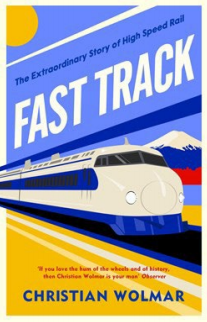 The Extraordinary Story of High Speed Rail
FAST TRACK
'If you love the hum of the wheels and of history,
then Christian Wolmar is your man' Observer
CHRISTIAN WOLMAR